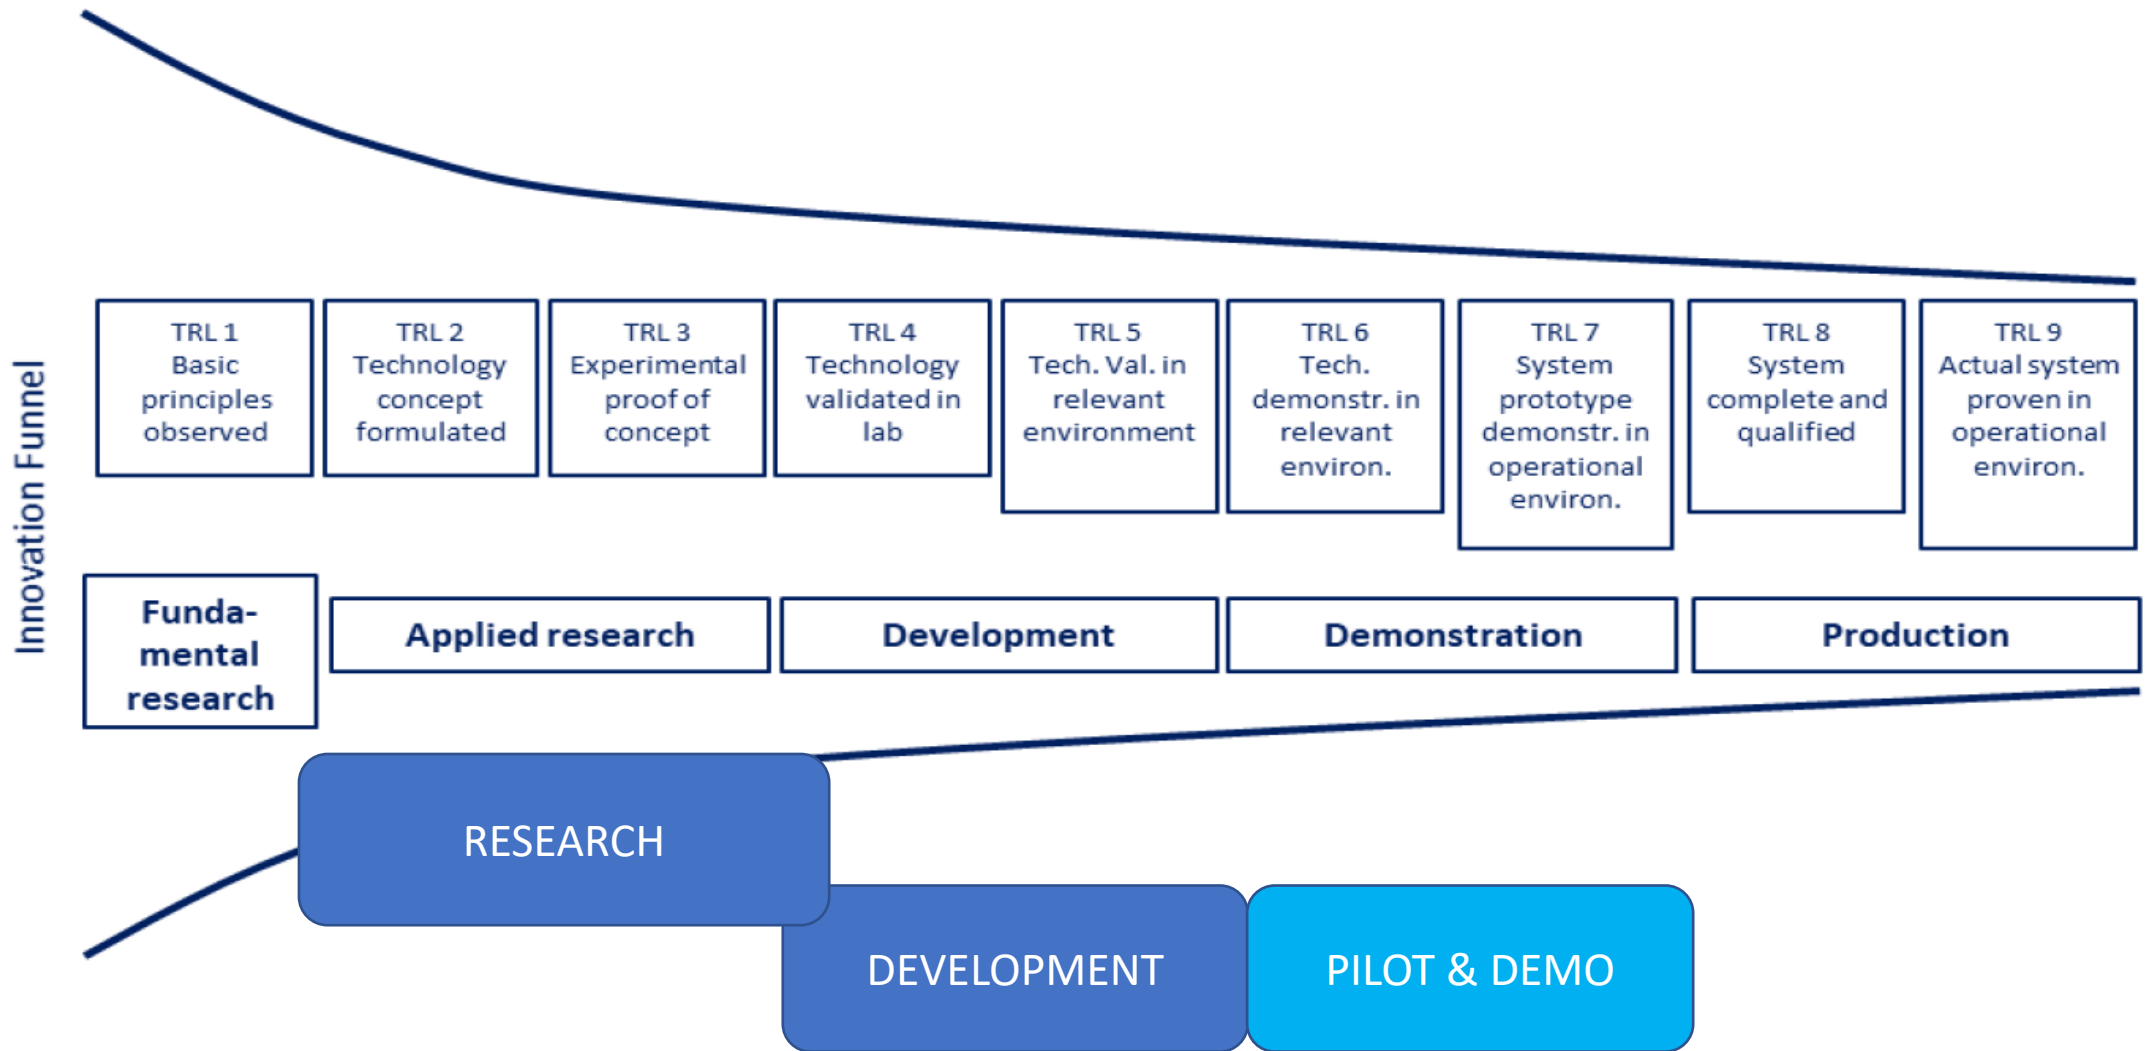 Innovation Funnel
TRL 1
Basic
principles
observed
TRL 2
Technology
concept
formulated
TRL 3
Experimental
proof of
concept
TRL 4
Technology
validated in
lab
TRL 5
Tech. Val. in
relevant
environment
TRL 6
Tech.
demonstr. in
relevant
environ.
TRL 7
System
prototype
demonstr. in
operational
environ.
TRL 8
System
complete and
qualified
TRL 9
Actual system
proven in
operational
environ.
Funda-
mental
research
Applied research
Development
Demonstration
Production
RESEARCH
DEVELOPMENT
PILOT & DEMO